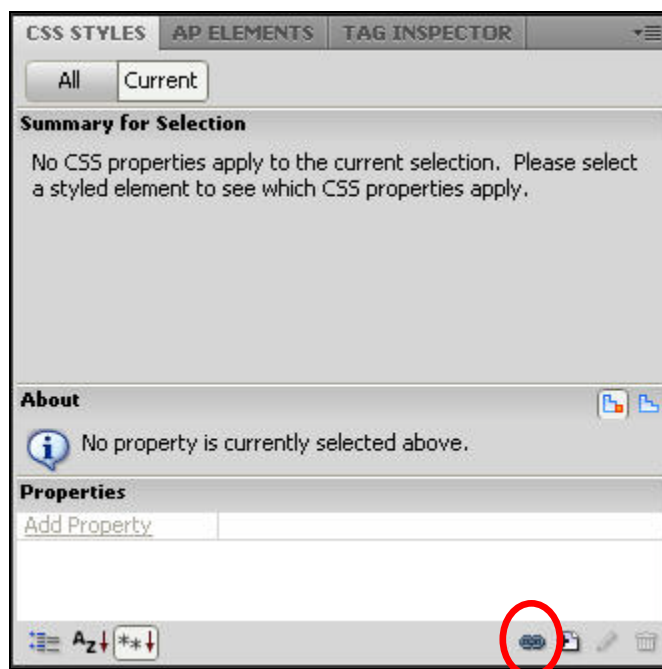 CSS STYLES AP ELEMENTS TAG INSPECTOR
All Current
Summary for Selection
No CSS properties apply to the current selection. Please select
a styled element to see which CSS properties apply.
About
No property is currently selected above.
Properties
Add Property
Az **